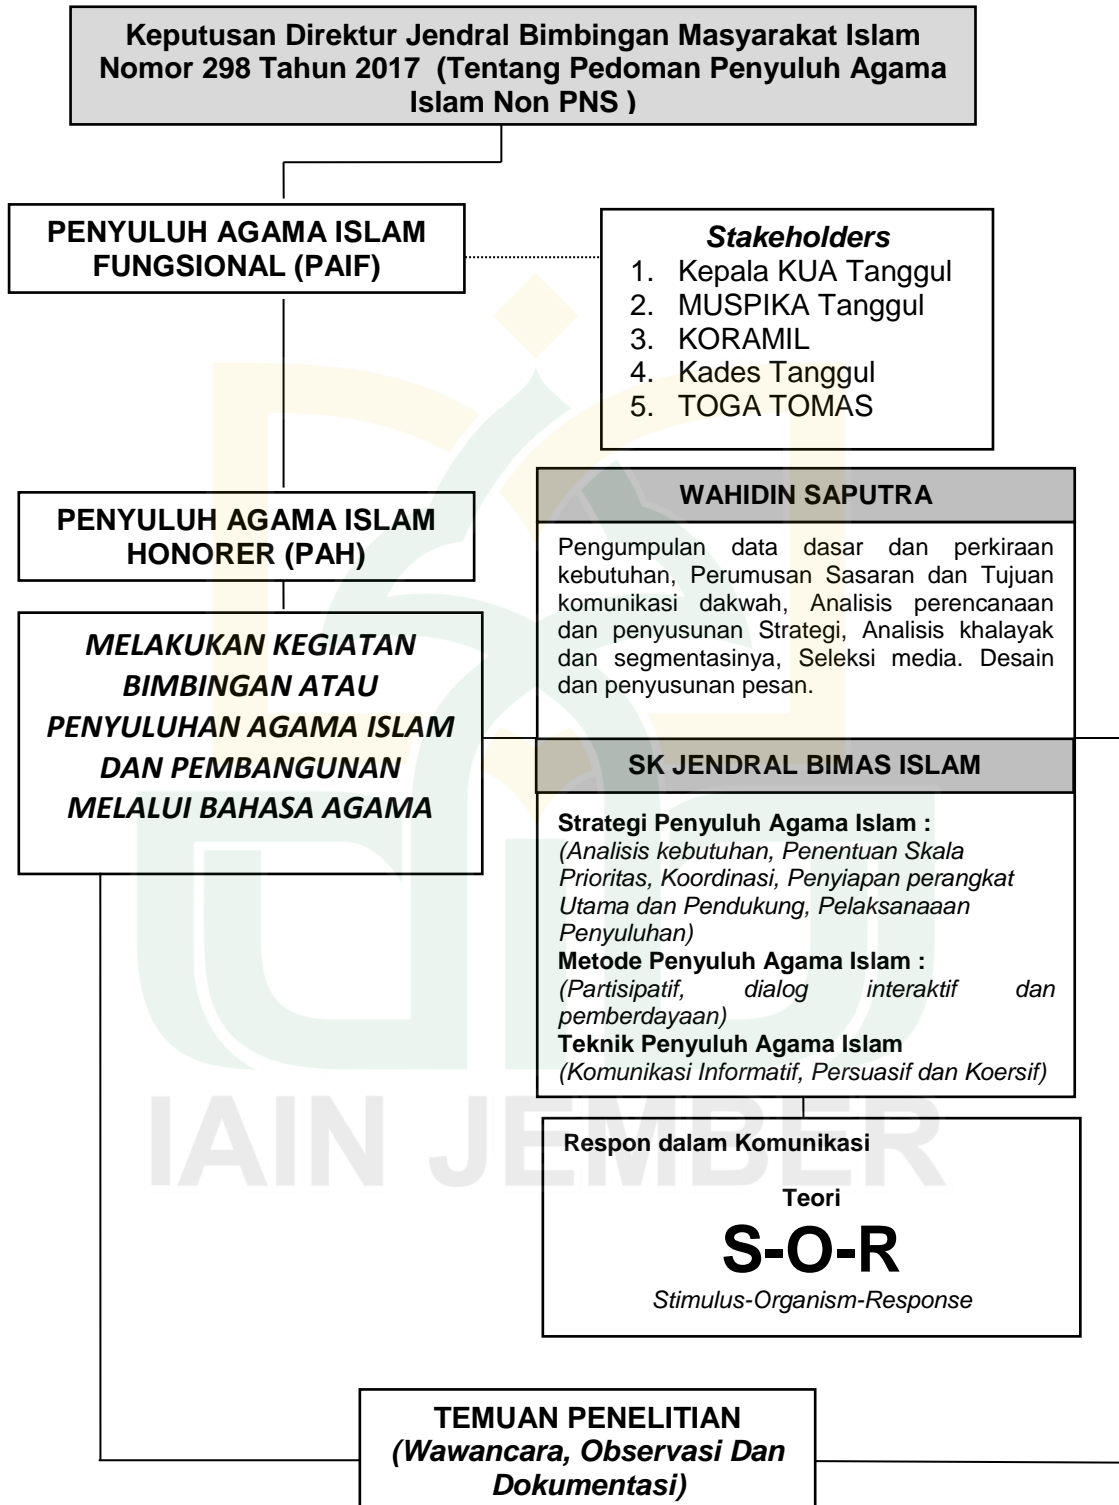 Keputusan Direktur Jendral Bimbingan Masyarakat Islam
Nomor 298 Tahun 2017 (Tentang Pedoman Penyuluh Agama
Islam Non PNS )
PENYULUH AGAMA ISLAM
FUNGSIONAL (PAIF)
Stakeholders
1. Kepala KUA Tanggul
2. MUSPIKA Tanggul
3. KORAMIL
4. Kades Tanggul
5. TOGA TOMAS
PENYULUH AGAMA ISLAM
HONORER (PAH)
MELAKUKAN KEGIATAN
BIMBINGAN ATAU
PENYULUHAN AGAMA ISLAM
DAN PEMBANGUNAN
MELALUI BAHASA AGAMA
WAHIDIN SAPUTRA
Pengumpulan data dasar dan perkiraan
kebutuhan, Perumusan Sasaran dan Tujuan
komunikasi dakwah, Analisis perencanaan
dan penyusunan Strategi, Analisis khalayak
dan segmentasinya, Seleksi media. Desain
dan penyusunan pesan.
SK JENDRAL BIMAS ISLAM
Strategi Penyuluh Agama Islam :
(Analisis kebutuhan, Penentuan Skala
Prioritas, Koordinasi, Penyiapan perangkat
Utama dan Pendukung, Pelaksanaaan
Penyuluhan)
Metode Penyuluh Agama Islam :
(Partisipatif, dialog interaktif dan
pemberdayaan)
Teknik Penyuluh Agama Islam
(Komunikasi Informatif, Persuasif dan Koersif)
IAIN JEMBER
Respon dalam Komunikasi
Teori
S-O-R
Stimulus-Organism-Response
TEMUAN PENELITIAN
(Wawancara, Observasi Dan
Dokumentasi)